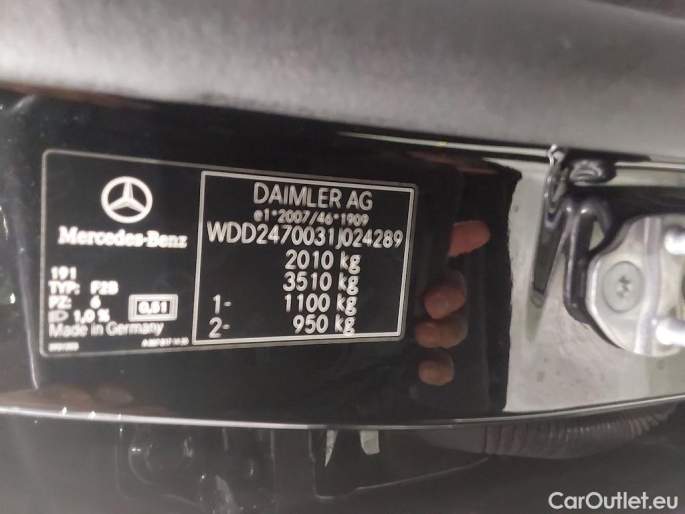 Mercedes-Benz
191
TYP: F2B
PZ: 6
1,0 %
0,51
Made in Germany
DAIMLER AG
e1*2007/46*1909
WDD2470031J024289
2010 kg
3510 kg
1- 1100 kg
2- 950 kg
CarOutlet.eu